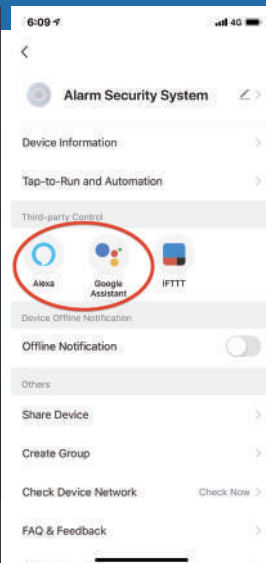 6:09
4G
Alarm Security System
Device Information
Tap-to-Run and Automation
Third-party Control
Alexa
Google Assistant
IFTTT
Device Offline Notification
Offline Notification
Others
Share Device
Create Group
Check Device Network Check Now
FAQ & Feedback